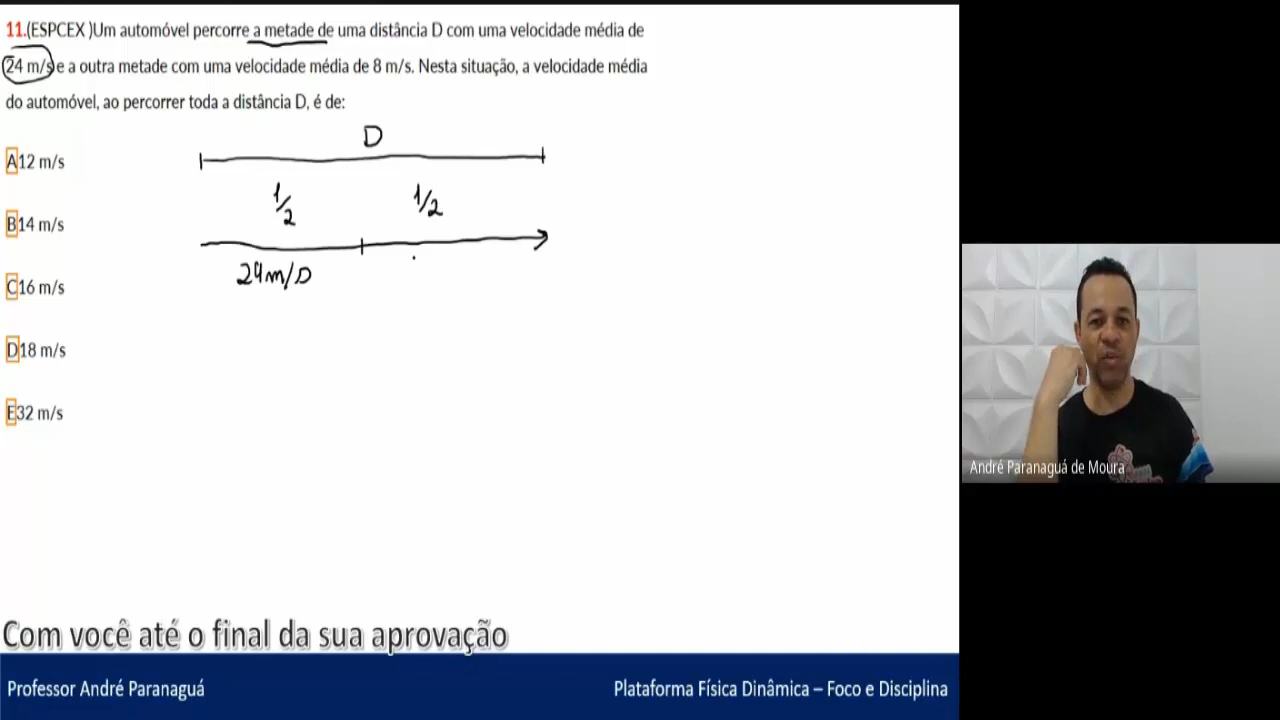 11.(ESPCEX )Um automóvel percorre a metade de uma distância D com uma velocidade média de
24 m/s e a outra metade com uma velocidade média de 8 m/s. Nesta situação, a velocidade média
do automóvel, ao percorrer toda a distância D, é de:
D
A12 m/s
1/2 1/2
B14 m/s
24m/s
C16 m/s
D18 m/s
E32 m/s
André Paranaguá de Moura
Com você até o final da sua aprovação
Professor André Paranaguá
Plataforma Física Dinâmica – Foco e Disciplina